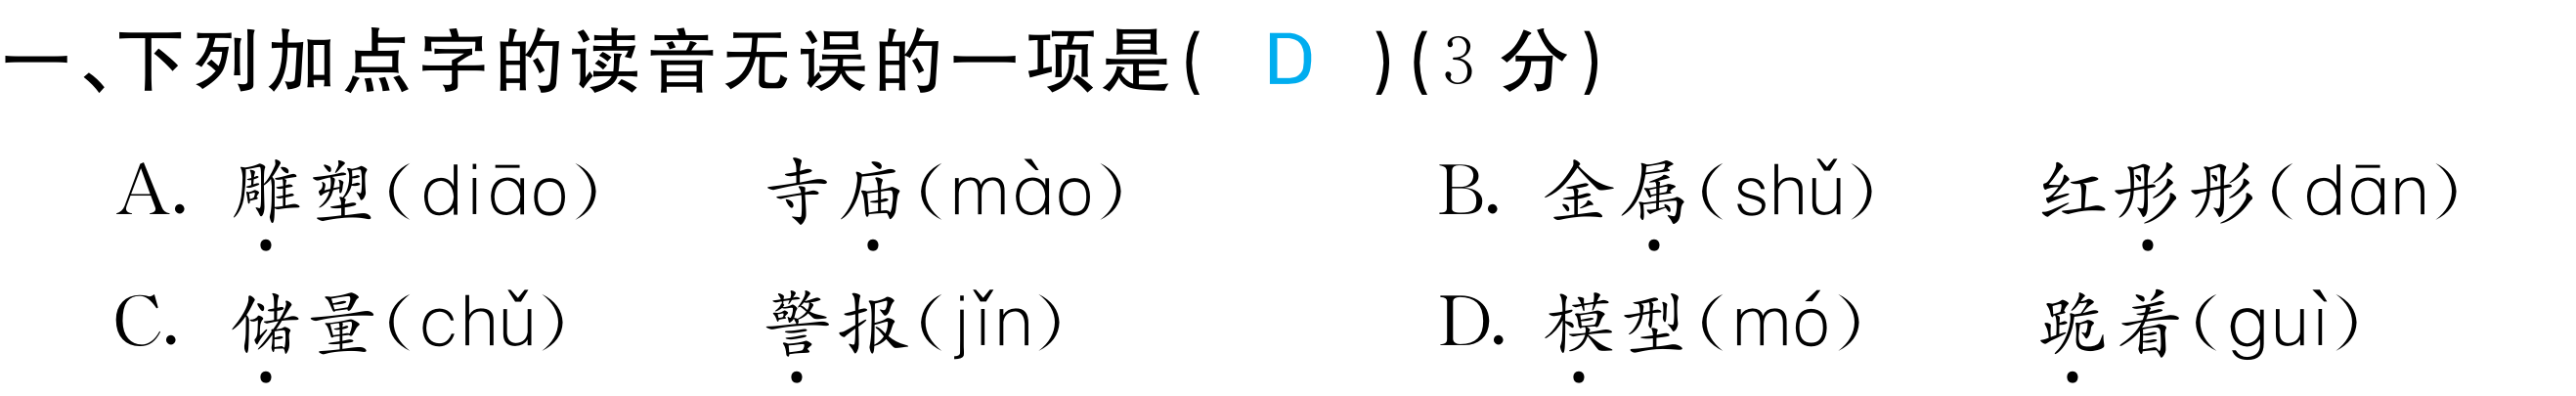 一、下列加点字的读音无误的一项是( D )(3 分)
A. 雕塑(diāo) 寺庙(mào) B. 金属(shǔ) 红彤彤(dān)
C. 储量(chǔ) 警报(jǐn) D. 模型(mó) 跪着(guì)